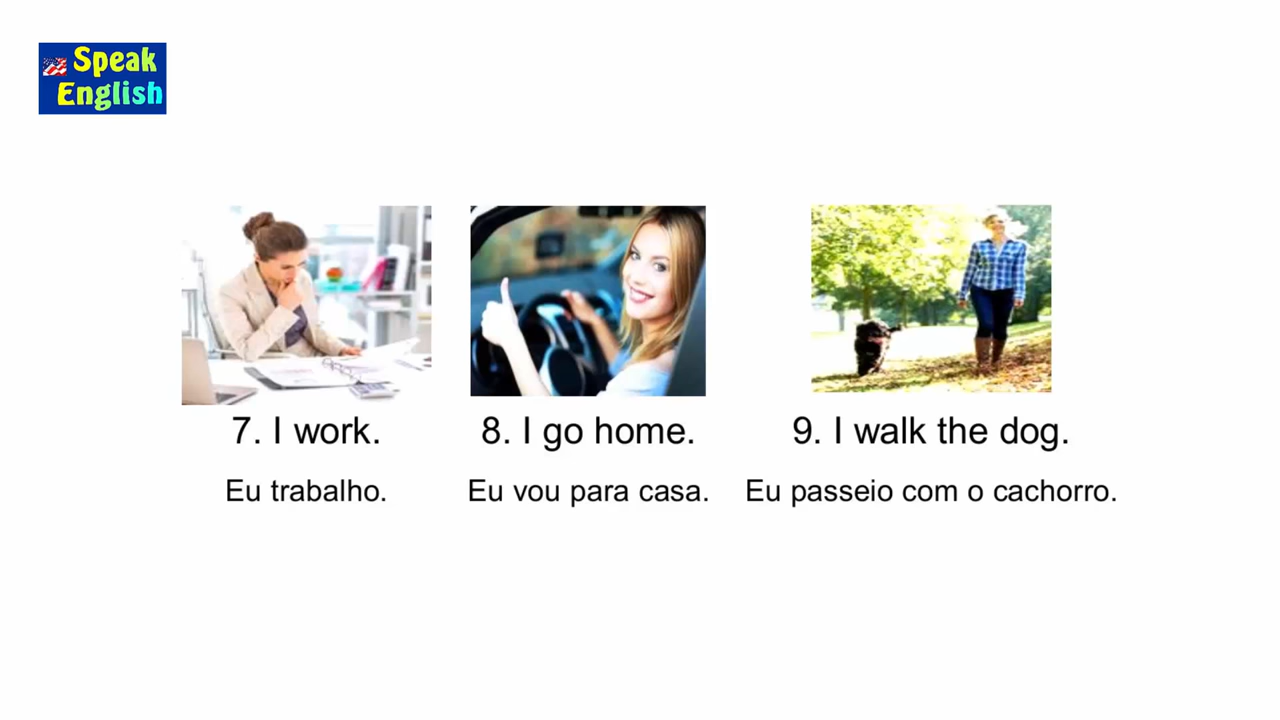 Speak
English
7. I work.
8. I go home.
9. I walk the dog.
Eu trabalho.
Eu vou para casa.
Eu passeio com o cachorro.